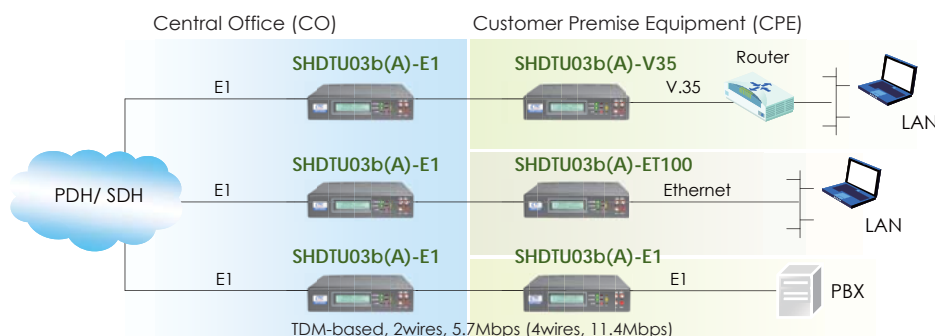 Central Office (CO) Customer Premise Equipment (CPE)
SHDTU03b(A)-E1 SHDTU03b(A)-V35 Router
E1 V.35
LAN
SHDTU03b(A)-E1 SHDTU03b(A)-ET100
PDH/ SDH E1 Ethernet
LAN
SHDTU03b(A)-E1 SHDTU03b(A)-E1
E1 E1 PBX
TDM-based, 2wires, 5.7Mbps (4wires, 11.4Mbps)